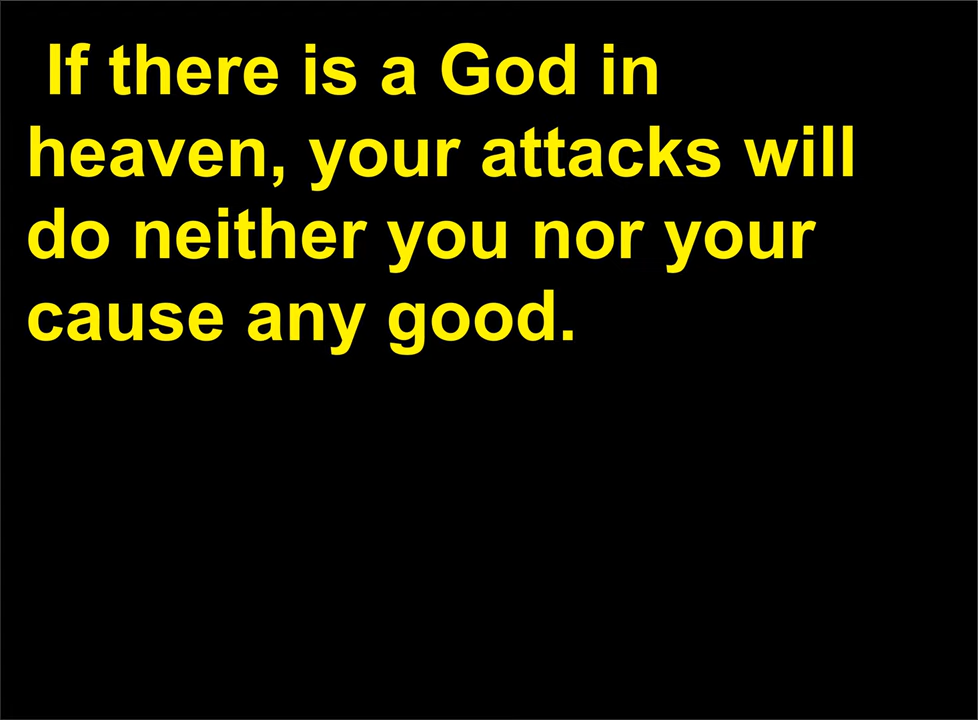 If there is a God in
heaven, your attacks will
do neither you nor your
cause any good.